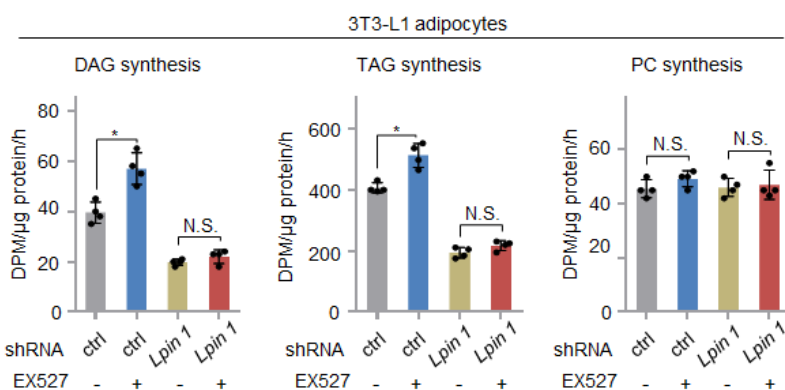 3T3-L1 adipocytes
DAG synthesis
TAG synthesis
PC synthesis
DPM/µg protein/h
80
60
40
20
0
*
N.S.
DPM/µg protein/h
600
400
200
0
*
N.S.
DPM/µg protein/h
60
40
20
0
N.S.
N.S.
shRNA ctrl ctrl Lpin 1 Lpin 1
EX527 - + - +
shRNA ctrl ctrl Lpin 1 Lpin 1
EX527 - + - +
shRNA ctrl ctrl Lpin 1 Lpin 1
EX527 - + - +